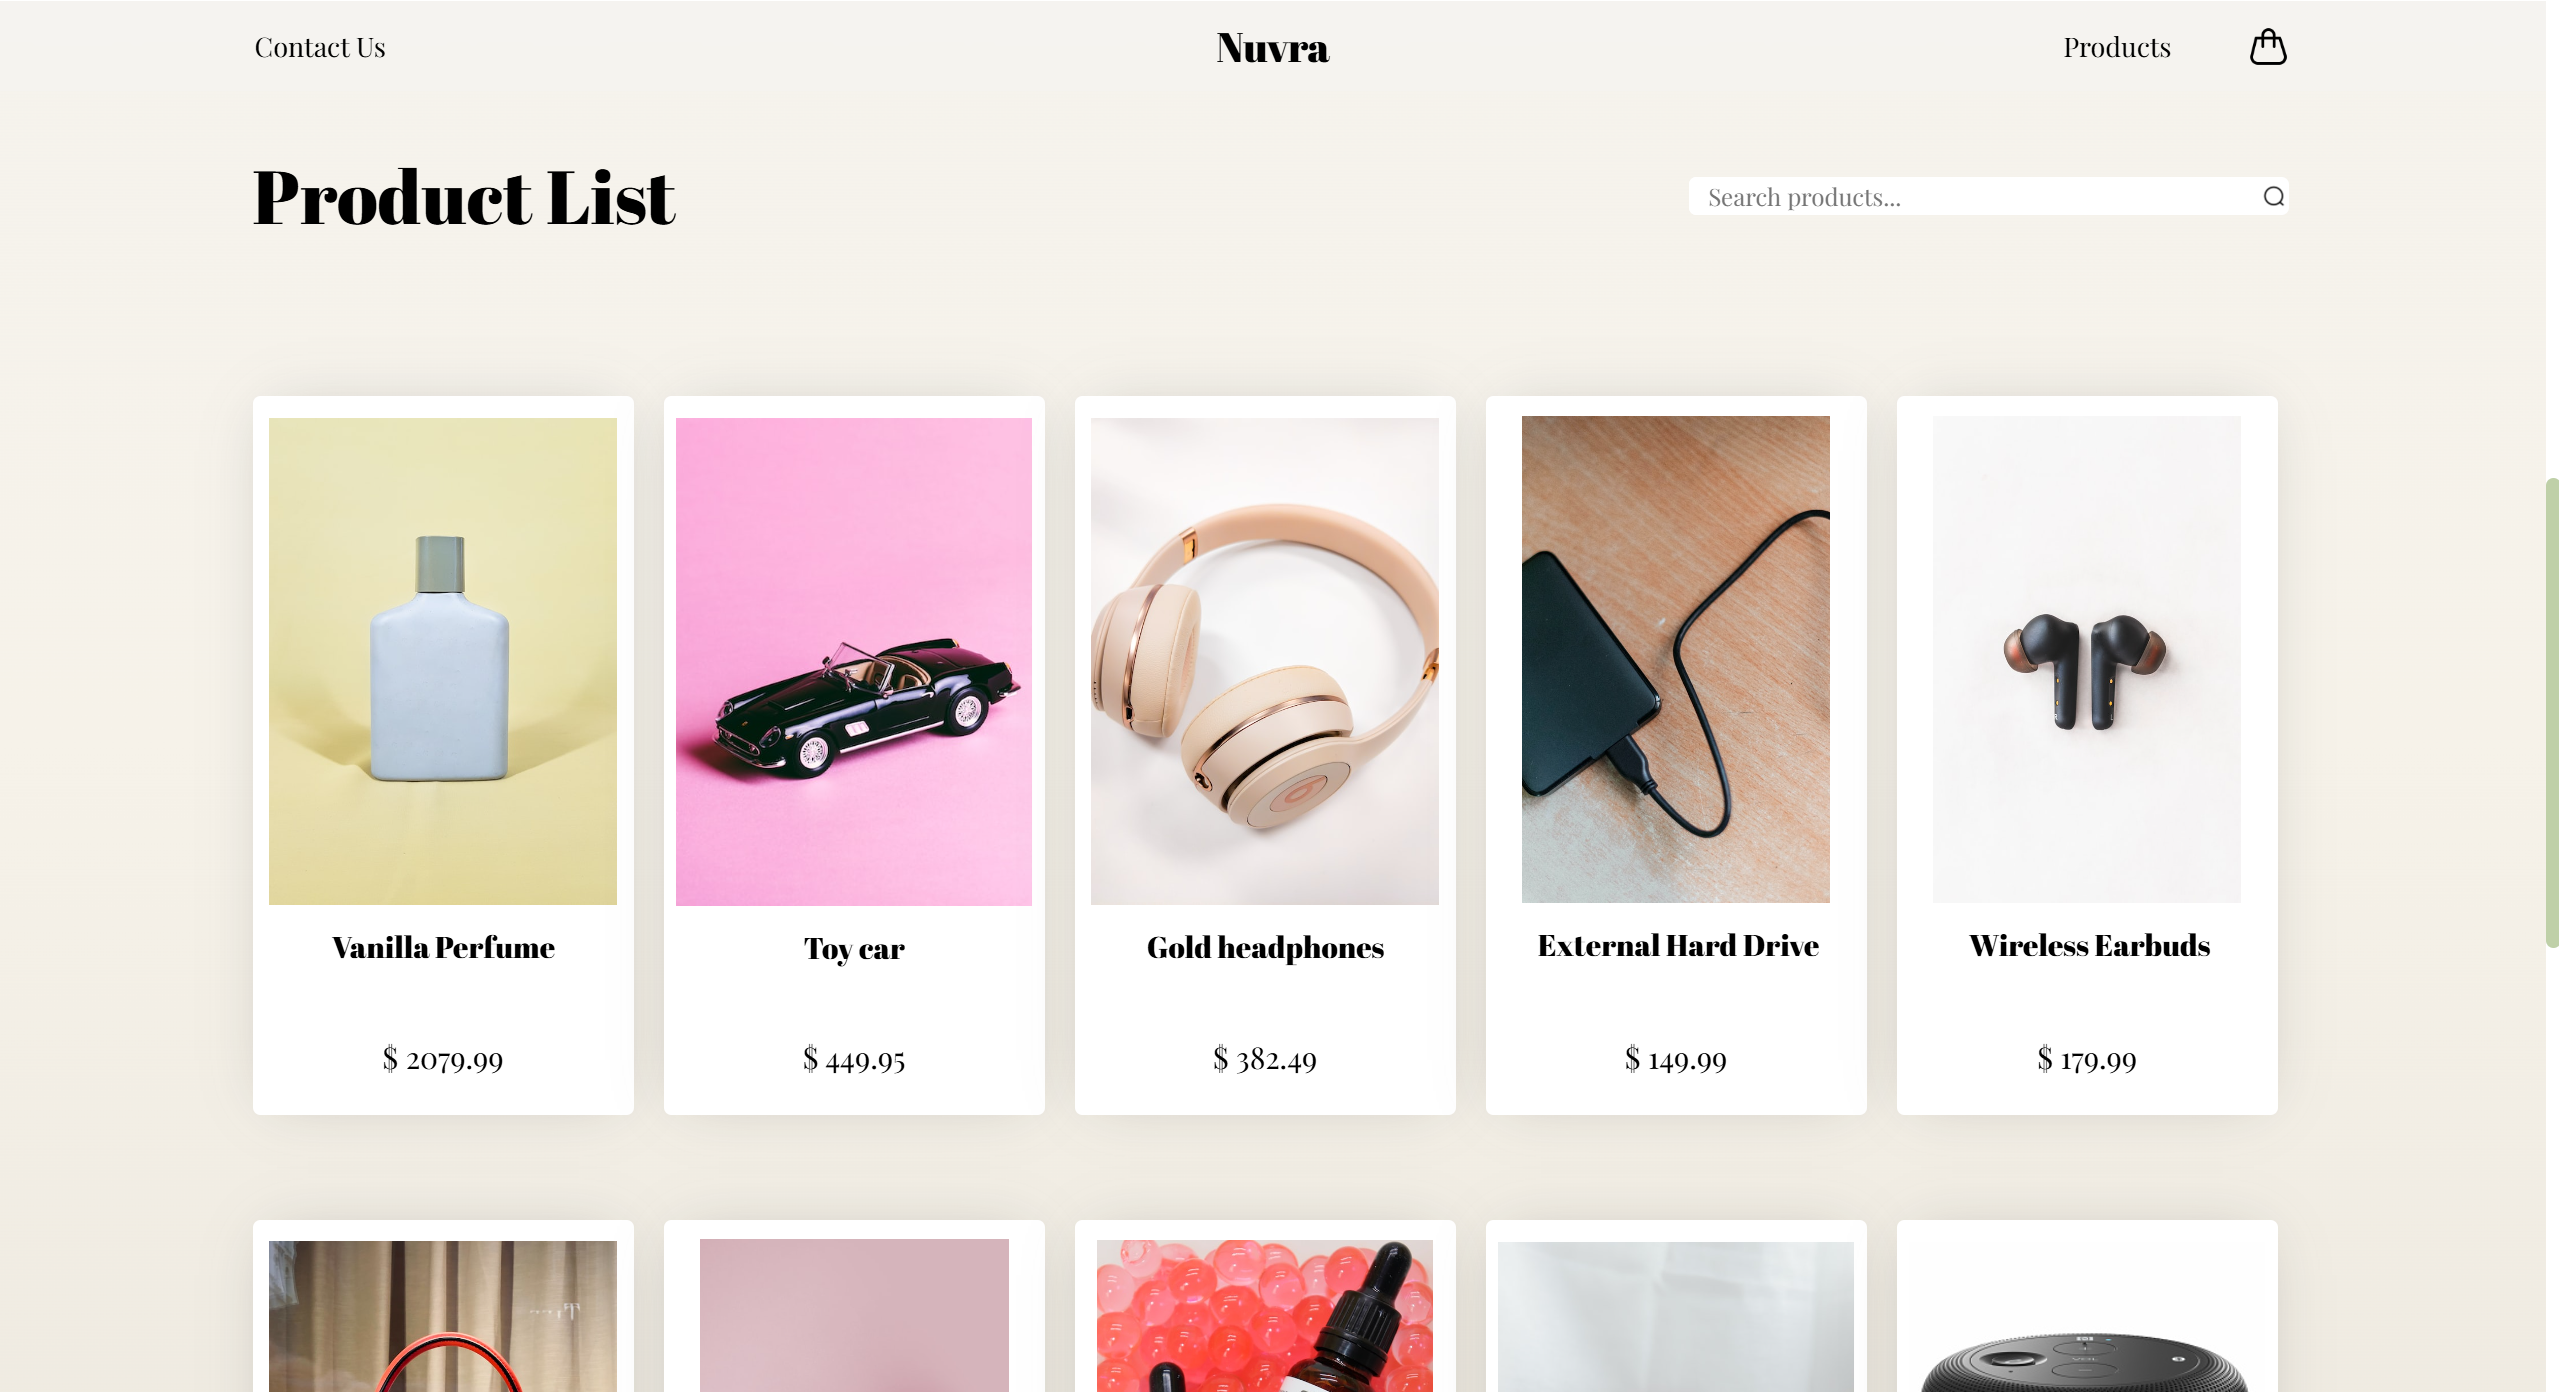 Contact Us
Nuvra
Products
Product List
Search products...
Vanilla Perfume
Toy car
Gold headphones
External Hard Drive
Wireless Earbuds
$ 2079.99
$ 449.95
$ 382.49
$ 149.99
$ 179.99
VOL